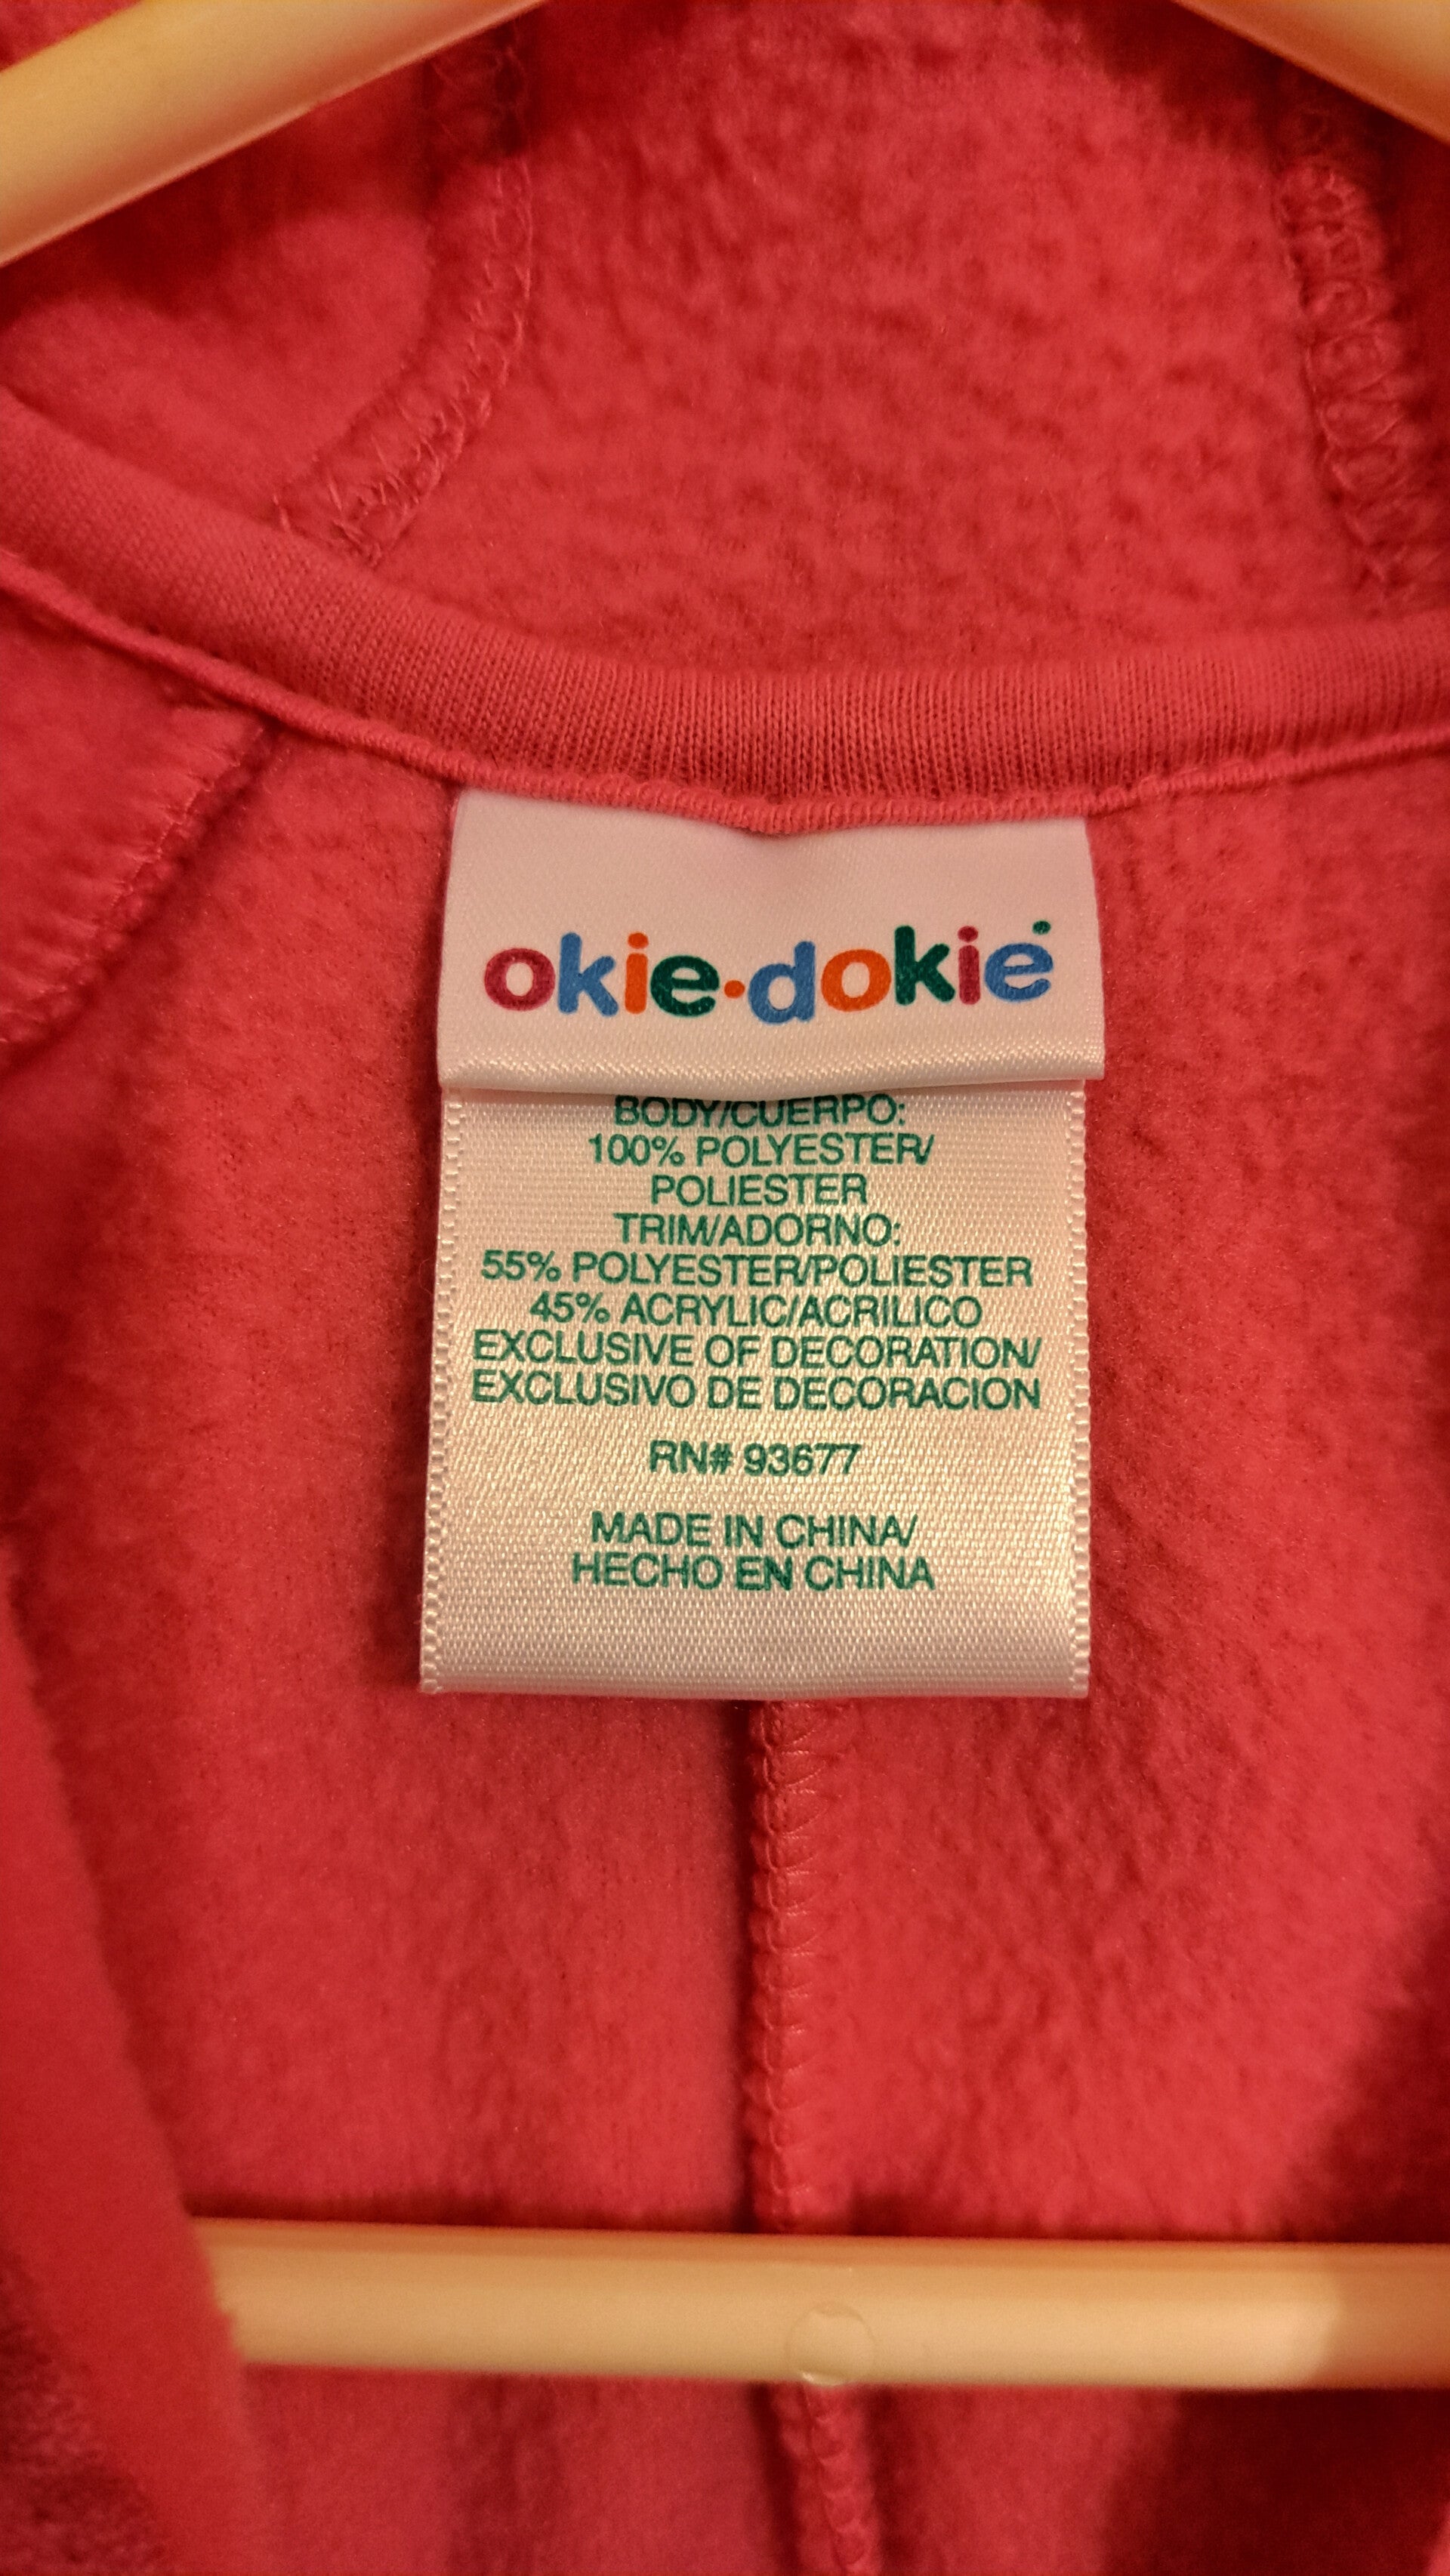 okie·dokie
BODY/CUERPO:
100% POLYESTER/
POLIESTER
TRIM/ADORNO:
55% POLYESTER/POLIESTER
45% ACRYLIC/ACRILICO
EXCLUSIVE OF DECORATION/
EXCLUSIVO DE DECORACION
RN# 93677
MADE IN CHINA/
HECHO EN CHINA